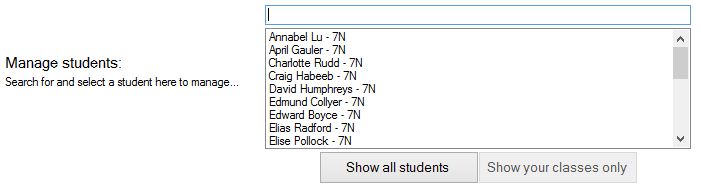 Manage students:
Search for and select a student here to manage...
Annabel Lu - 7N
April Gauler - 7N
Charlotte Rudd - 7N
Craig Habeeb - 7N
David Humphreys - 7N
Edmund Collyer - 7N
Edward Boyce - 7N
Elias Radford - 7N
Elise Pollock - 7N
Show all students
Show your classes only